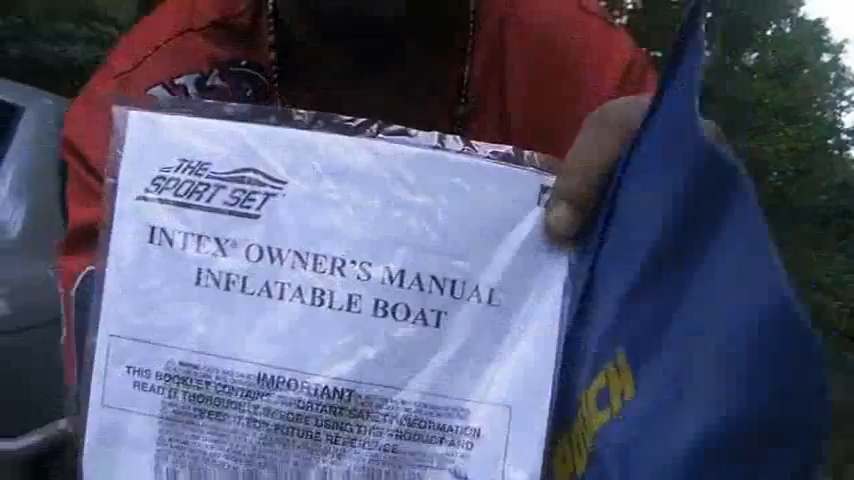 THE
SPORT SET
INTEX® OWNER'S MANUAL
INFLATABLE BOAT
IMPORTANT
THIS BOOKLET CONTAINS IMPORTANT SAFETY INFORMATION
READ IT THOROUGHLY BEFORE USING THIS PRODUCT AND
KEEP IT FOR FUTURE REFERENCE